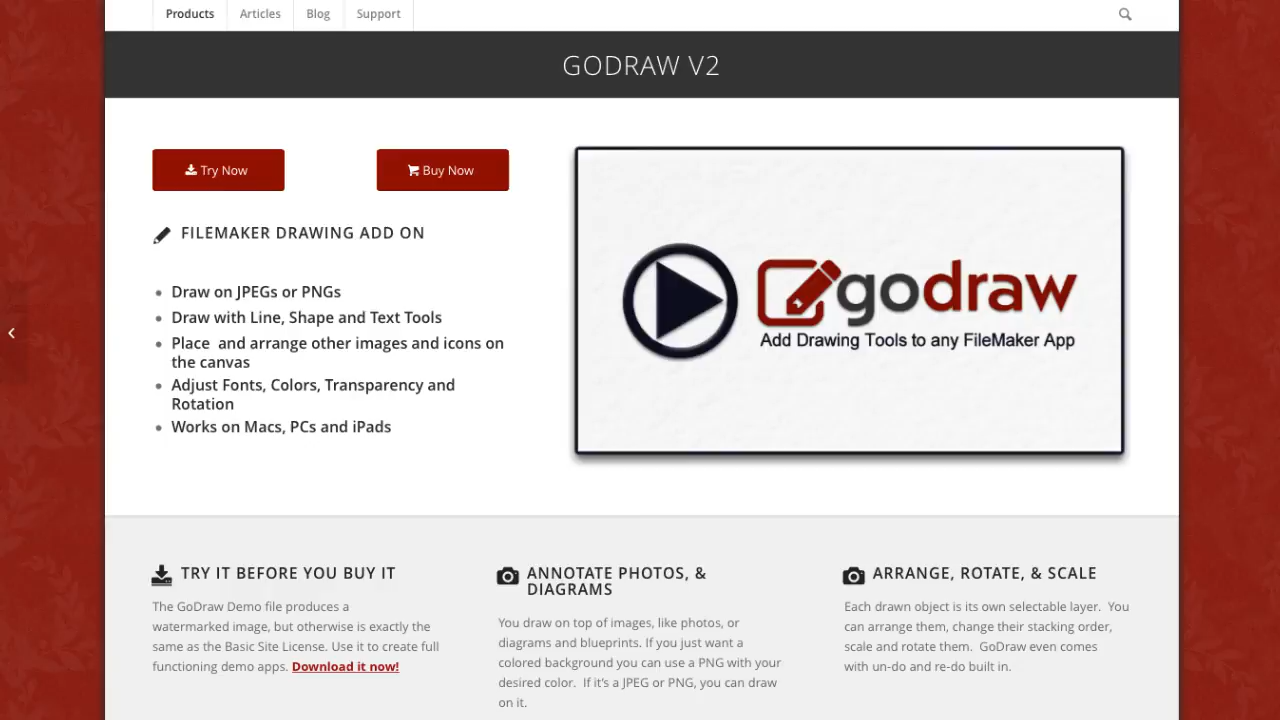 Products Articles Blog Support
GODRAW V2
Try Now
Buy Now
FILEMAKER DRAWING ADD ON
Draw on JPEGs or PNGs
Draw with Line, Shape and Text Tools
Place  and arrange other images and icons on
the canvas
Adjust Fonts, Colors, Transparency and
Rotation
Works on Macs, PCs and iPads
godraw
Add Drawing Tools to any FileMaker App
TRY IT BEFORE YOU BUY IT
The GoDraw Demo file produces a
watermarked image, but otherwise is exactly the
same as the Basic Site License. Use it to create full
functioning demo apps. Download it now!
ANNOTATE PHOTOS, &
DIAGRAMS
You draw on top of images, like photos, or
diagrams and blueprints. If you just want a
colored background you can use a PNG with your
desired color.  If it's a JPEG or PNG, you can draw
on it.
ARRANGE, ROTATE, & SCALE
Each drawn object is its own selectable layer.  You
can arrange them, change their stacking order,
scale and rotate them.  GoDraw even comes
with un-do and re-do built in.